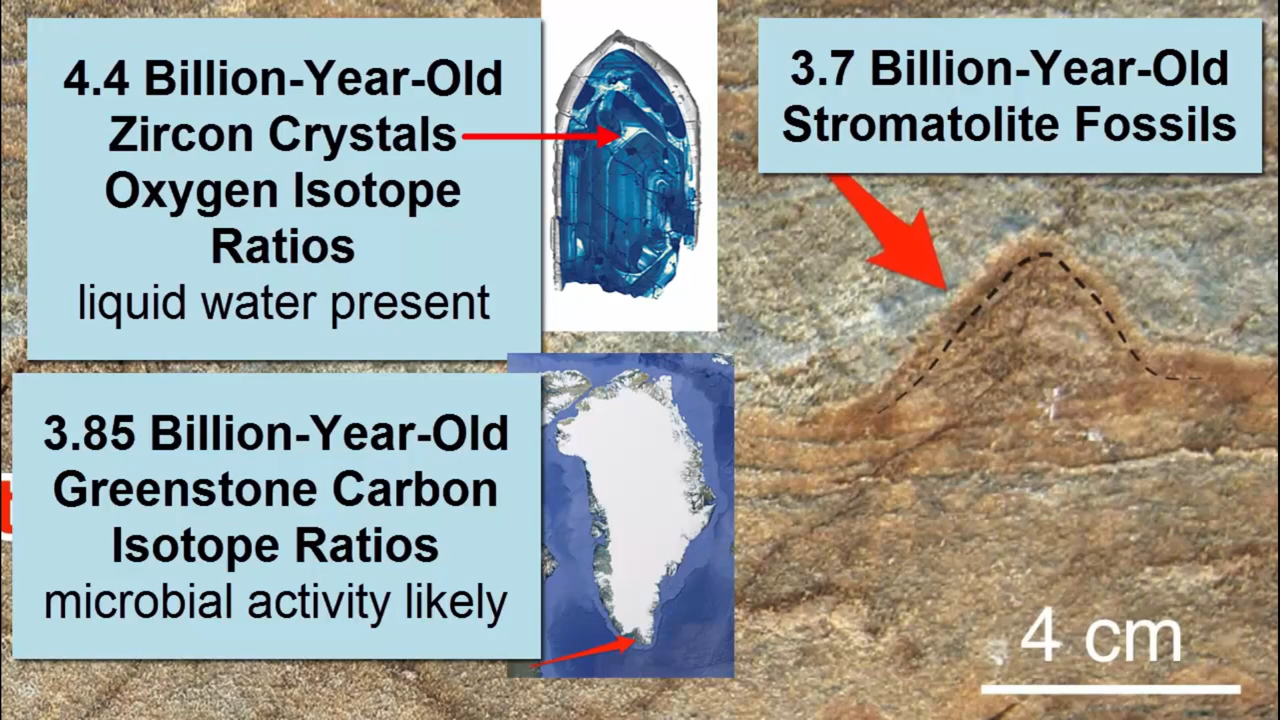 4.4 Billion-Year-Old
Zircon Crystals
Oxygen Isotope
Ratios
liquid water present
3.7 Billion-Year-Old
Stromatolite Fossils
3.85 Billion-Year-Old
Greenstone Carbon
Isotope Ratios
microbial activity likely
4 cm